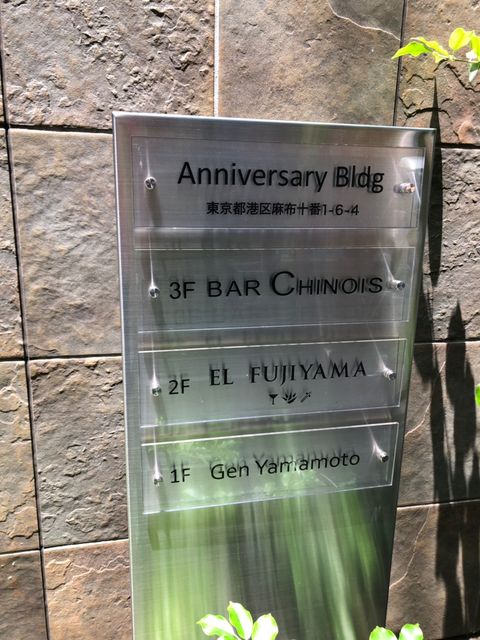 Anniversary Bldg
東京都港区麻布十番1-6-4
3F BAR CHINOIS
2F EL FUJIYAMA
1F Gen Yamamoto